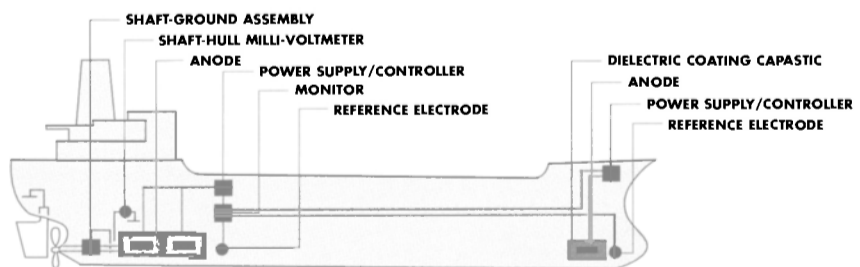 SHAFT-GROUND ASSEMBLY
SHAFT-HULL MILLI-VOLTMETER
ANODE
POWER SUPPLY/CONTROLLER
MONITOR
REFERENCE ELECTRODE
DIELECTRIC COATING CAPASTIC
ANODE
POWER SUPPLY/CONTROLLER
REFERENCE ELECTRODE